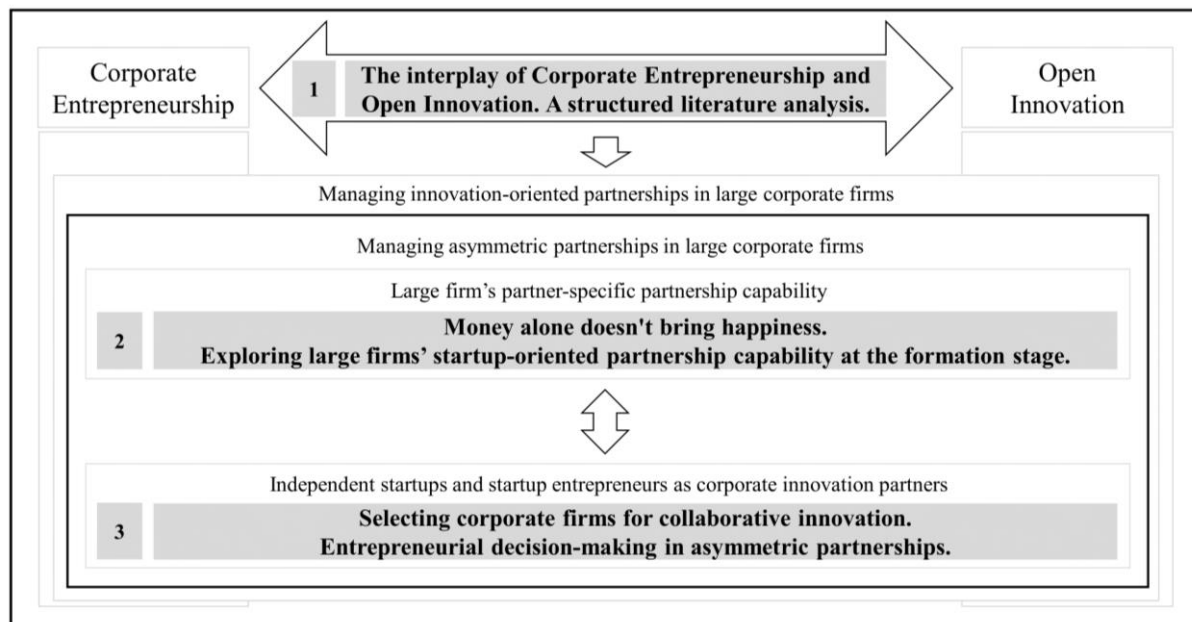 Corporate
Entrepreneurship
1
The interplay of Corporate Entrepreneurship and
Open Innovation. A structured literature analysis.
Open
Innovation
Managing innovation-oriented partnerships in large corporate firms
Managing asymmetric partnerships in large corporate firms
Large firm's partner-specific partnership capability
2
Money alone doesn't bring happiness.
Exploring large firms' startup-oriented partnership capability at the formation stage.
Independent startups and startup entrepreneurs as corporate innovation partners
3
Selecting corporate firms for collaborative innovation.
Entrepreneurial decision-making in asymmetric partnerships.